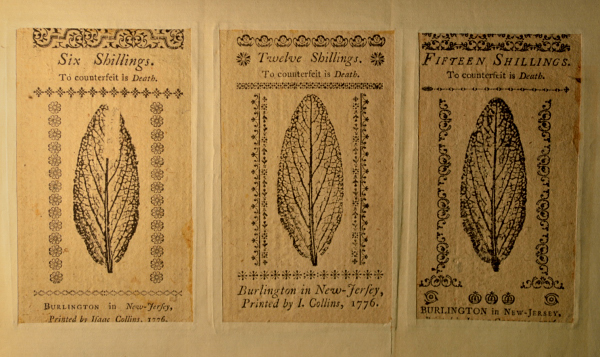 Six Shillings.
To counterfeit is Death.
BURLINGTON in New-Jersey,
Printed by Isaac Collins, 1776.
Twelve Shillings.
To counterfeit is Death.
Burlington in New-Jersey,
Printed by I. Collins, 1776.
FIFTEEN SHILLINGS.
To counterfeit is Death.
BURLINGTON in NEW-JERSEY,